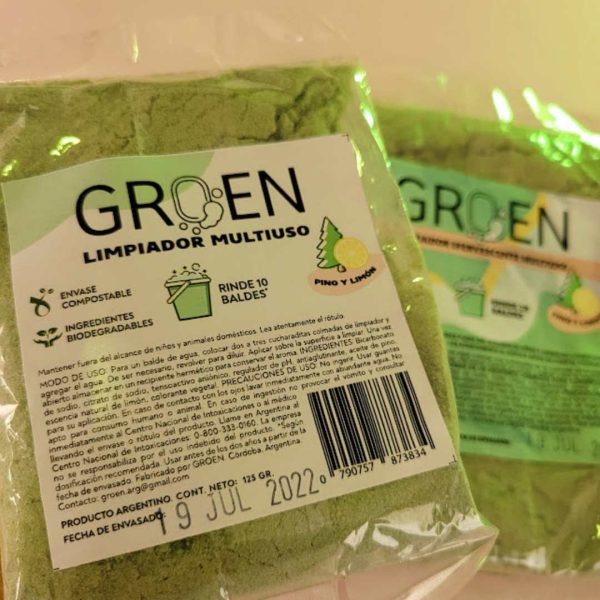 GROEN
LIMPIADOR MULTIUSO
ENVASE
COMPOSTABLE
INGREDIENTES
BIODEGRADABLES
RINDE 10
BALDES*
PINO Y LIMÓN
Mantener fuera del alcance de niños y animales domésticos. Lea atentamente el rótulo.
MODO DE USO: Para un balde de agua, colocar dos a tres cucharaditas colmadas de limpiador y
agregar el agua. De ser necesario, revolver para diluir. Aplicar sobre la superficie a limpiar. Una vez
abierto almacenar en un recipiente hermético para conservar el aroma. INGREDIENTES: Bicarbonato
de sodio, citrato de sodio, tensioactivo aniónico, regulador de pH, antiaglutinante, aceite de pino,
escencia natural de limón, colorante vegetal. PRECAUCIONES DE USO: No ingerir. Usar guantes
para su aplicación. En caso de contacto con los ojos lavar inmediatamente con abundante agua. No
apto para consumo humano o animal. En caso de ingestión no provocar el vómito y consultar
inmediatamente al Centro Nacional de Intoxicaciones o al médico
llevando el envase o rótulo del producto. Llame en Argentina al
Centro Nacional de Intoxicaciones: 0-800-333-0160. La empresa
no se responsabiliza por el uso indebido del producto. *Según
dosificación recomendada. Usar antes de los dos años a partir de la
fecha de envasado. Fabricado por GROEN. Córdoba, Argentina.
Contacto: groen.arg@gmail.com
PRODUCTO ARGENTINO. CONT. NETO: 125 GR.
FECHA DE ENVASADO:
19 JUL 2022
0 790757 873834
GROEN
RINDE 10
BALDES
PINO Y LIMÓN